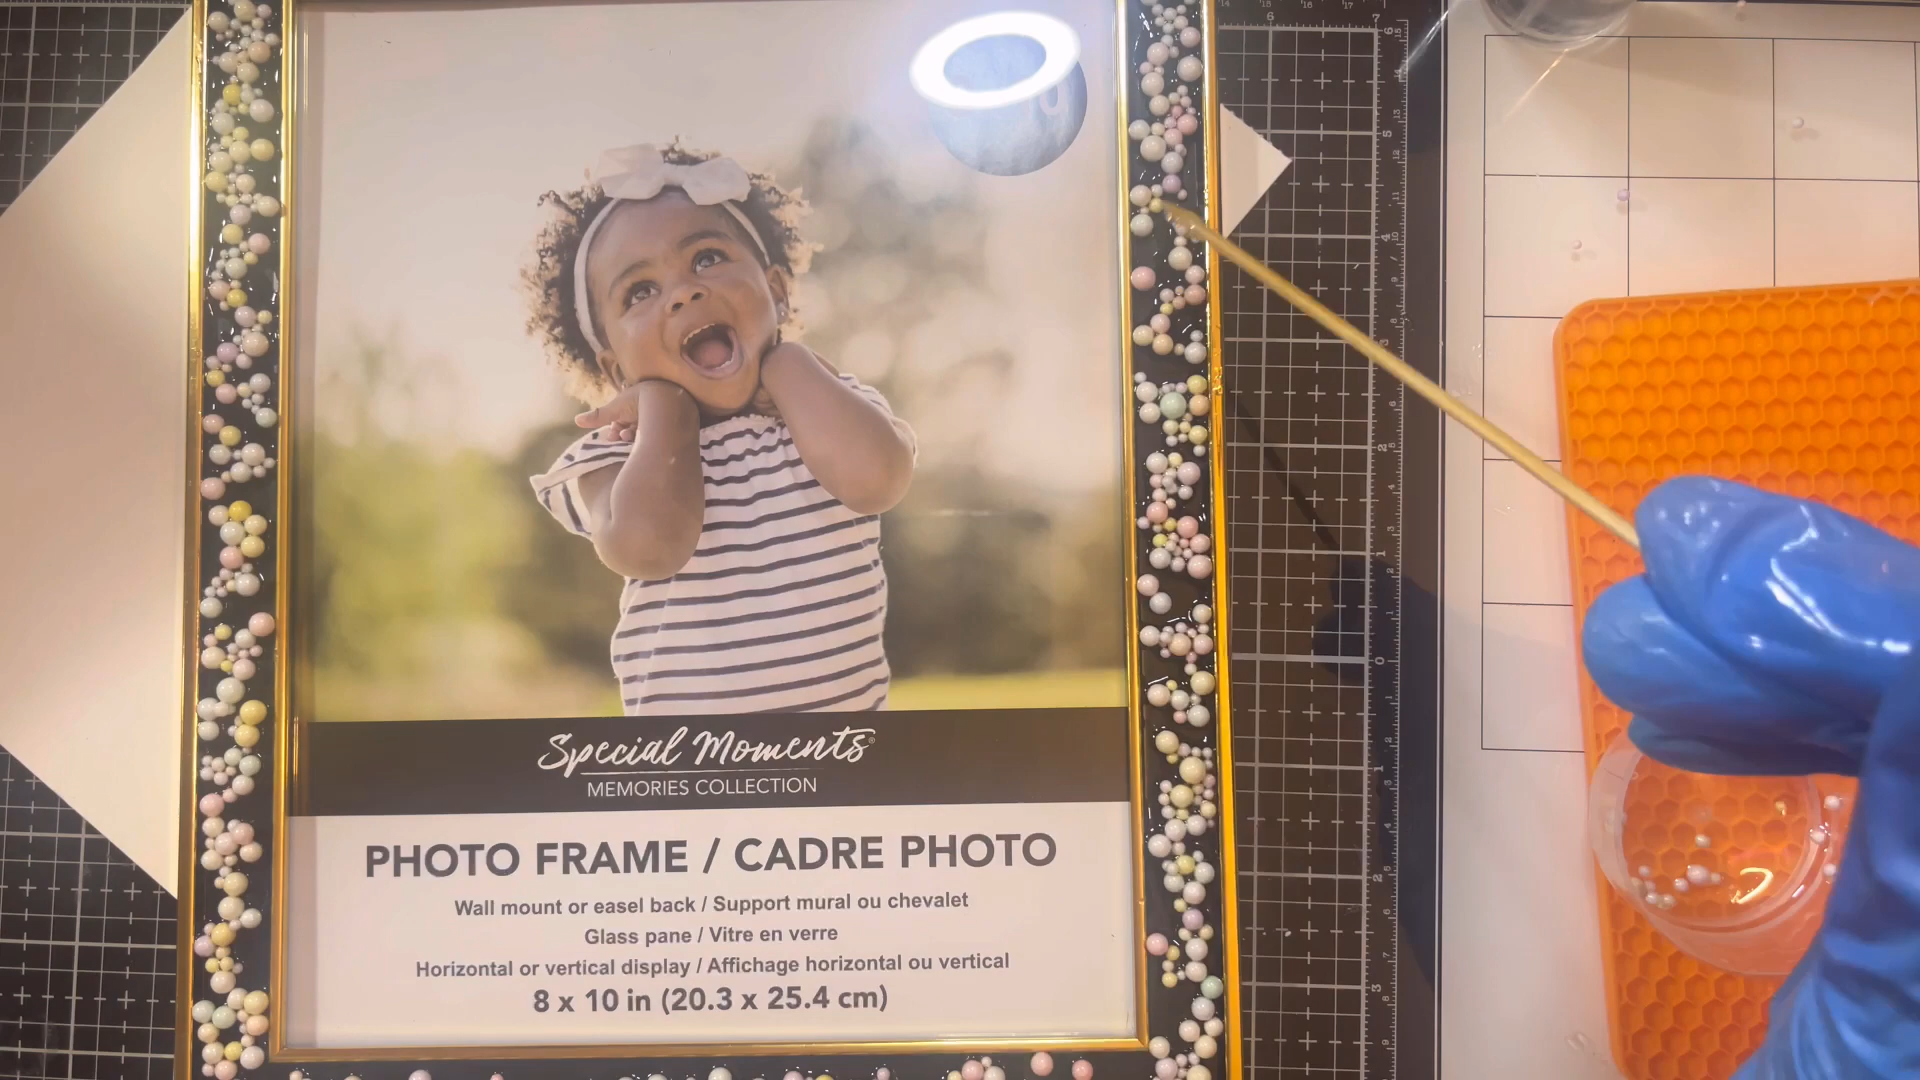 Special Moments®
MEMORIES COLLECTION
PHOTO FRAME / CADRE PHOTO
Wall mount or easel back / Support mural ou chevalet
Glass pane / Vitre en verre
Horizontal or vertical display / Affichage horizontal ou vertical
8 x 10 in (20.3 x 25.4 cm)